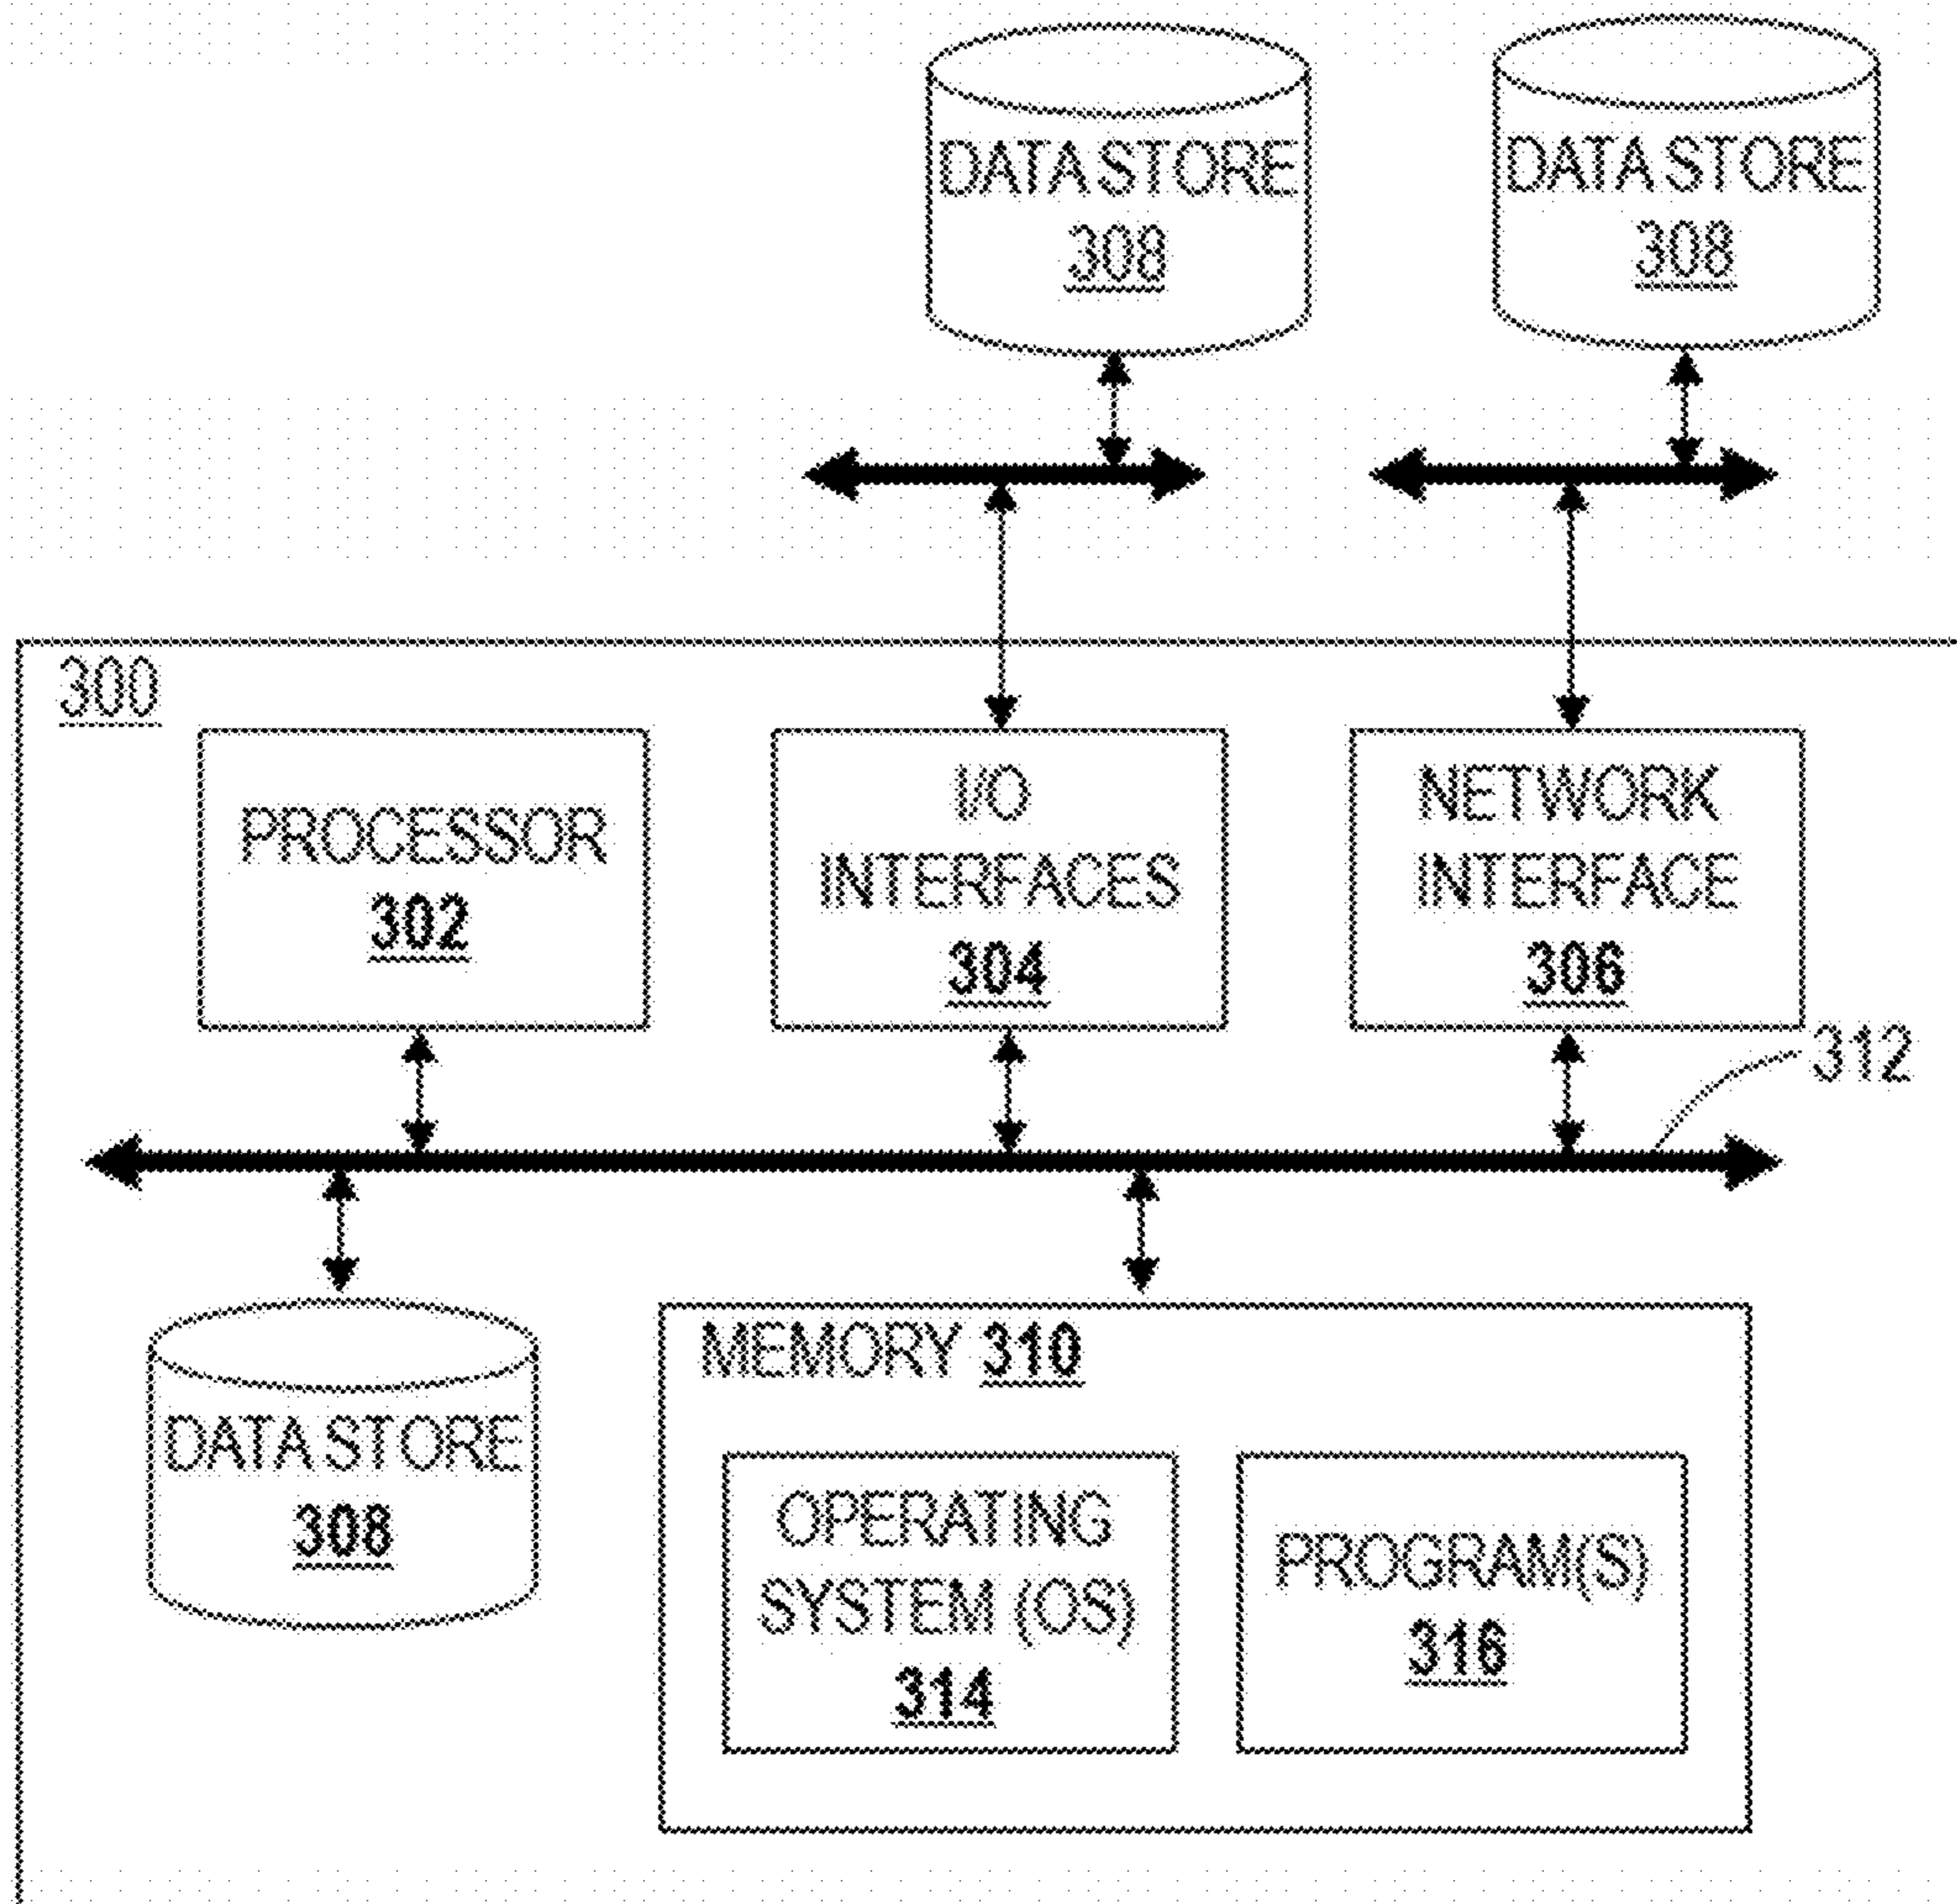 DATA STORE
308
DATA STORE
308
300
PROCESSOR
302
I/O
INTERFACES
304
NETWORK
INTERFACE
306
312
DATA STORE
308
MEMORY 310
OPERATING
SYSTEM (OS)
314
PROGRAM(S)
316